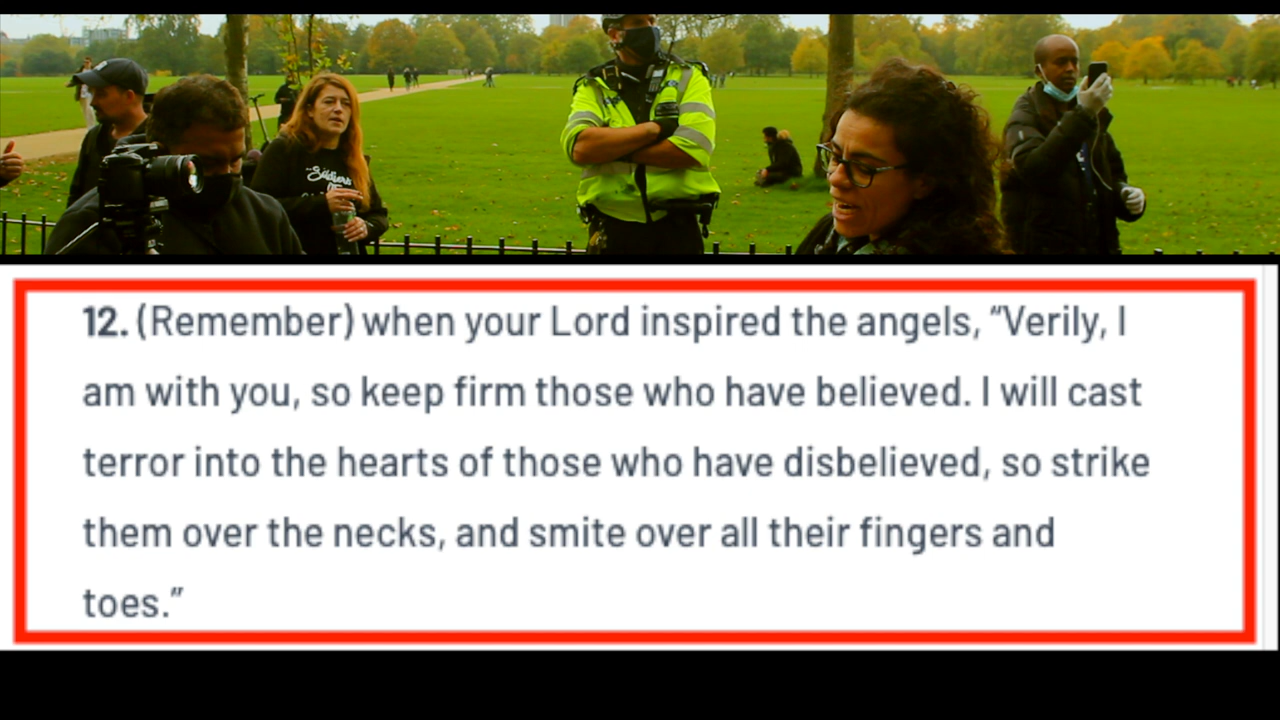 Soldiers
OF
12. (Remember) when your Lord inspired the angels, “Verily, I
am with you, so keep firm those who have believed. I will cast
terror into the hearts of those who have disbelieved, so strike
them over the necks, and smite over all their fingers and
toes.”